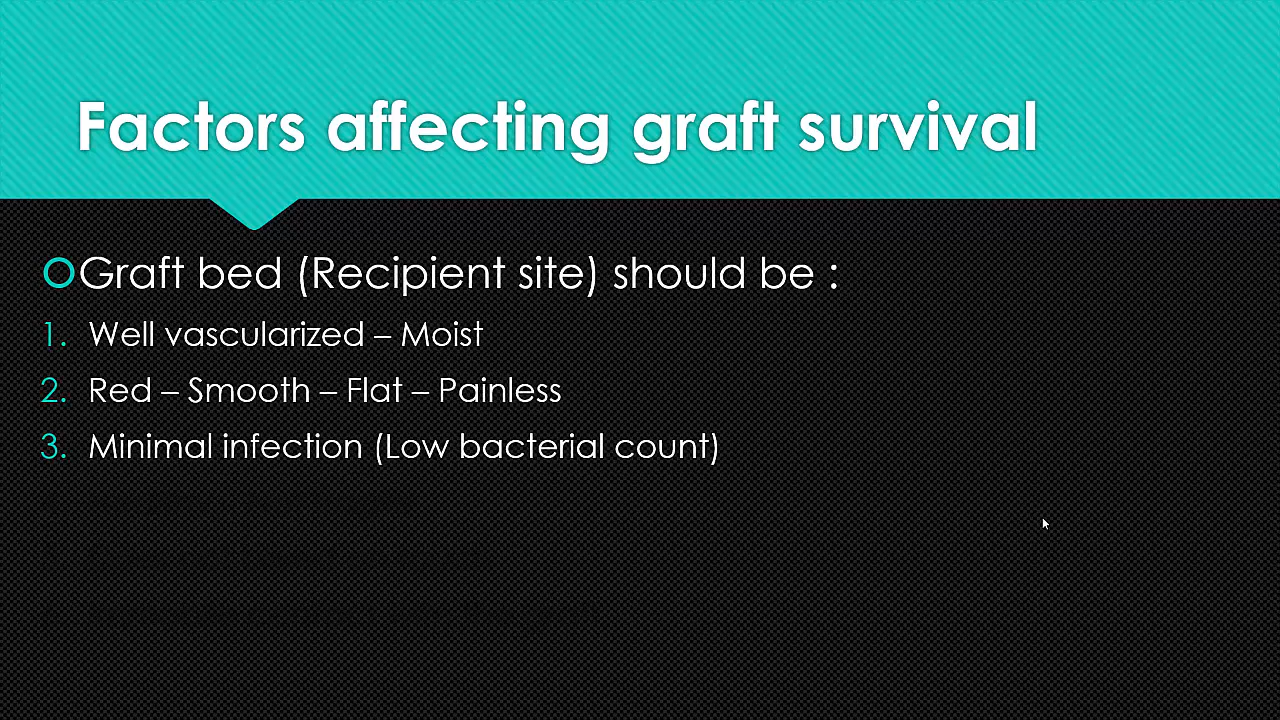 Factors affecting graft survival
Graft bed (Recipient site) should be :
1. Well vascularized – Moist
2. Red – Smooth – Flat – Painless
3. Minimal infection (Low bacterial count)